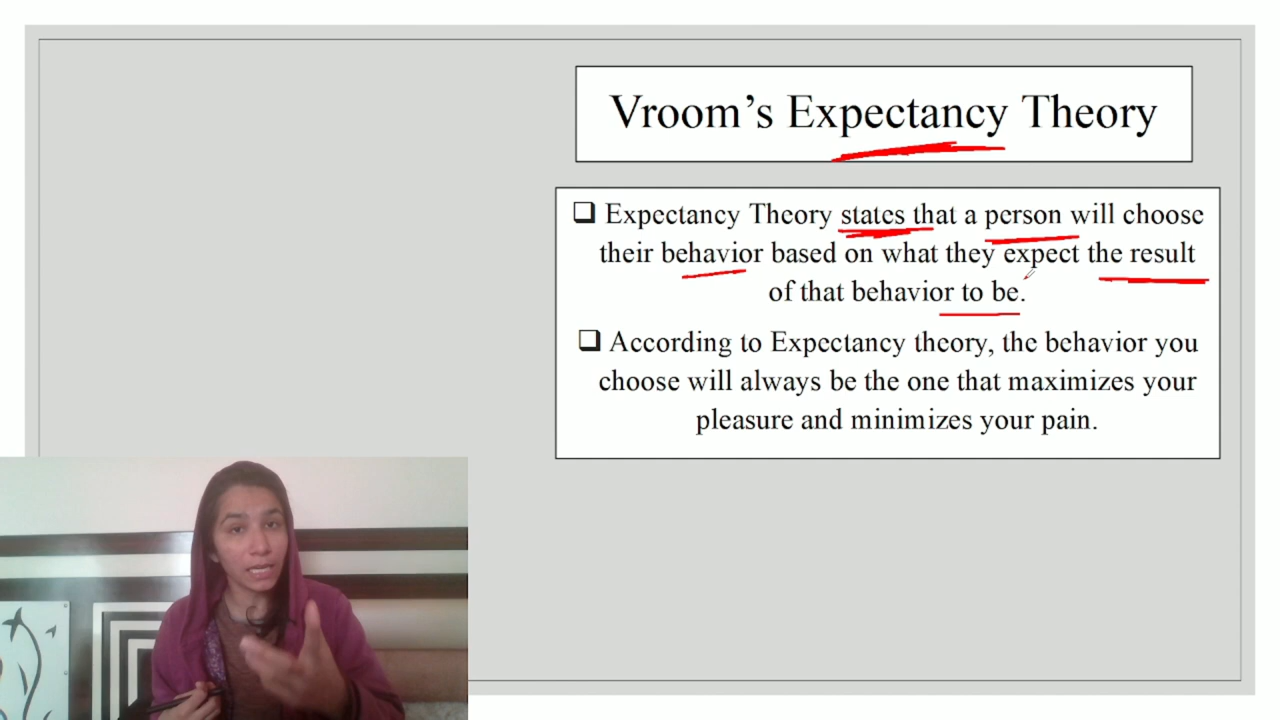 Vroom’s Expectancy Theory
❑ Expectancy Theory states that a person will choose
their behavior based on what they expect the result
of that behavior to be.
❑ According to Expectancy theory, the behavior you
choose will always be the one that maximizes your
pleasure and minimizes your pain.